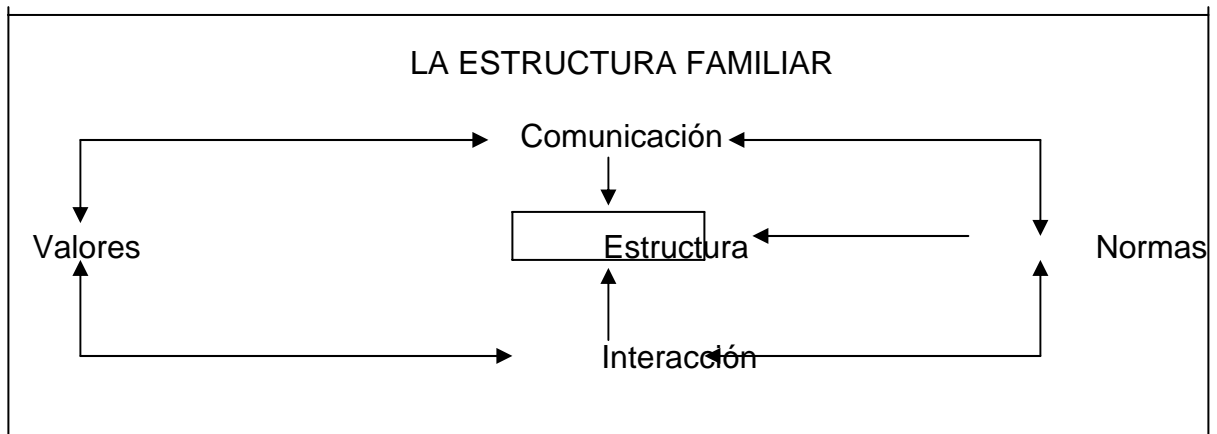 LA ESTRUCTURA FAMILIAR
Comunicación
Valores Estructura Normas
Interacción